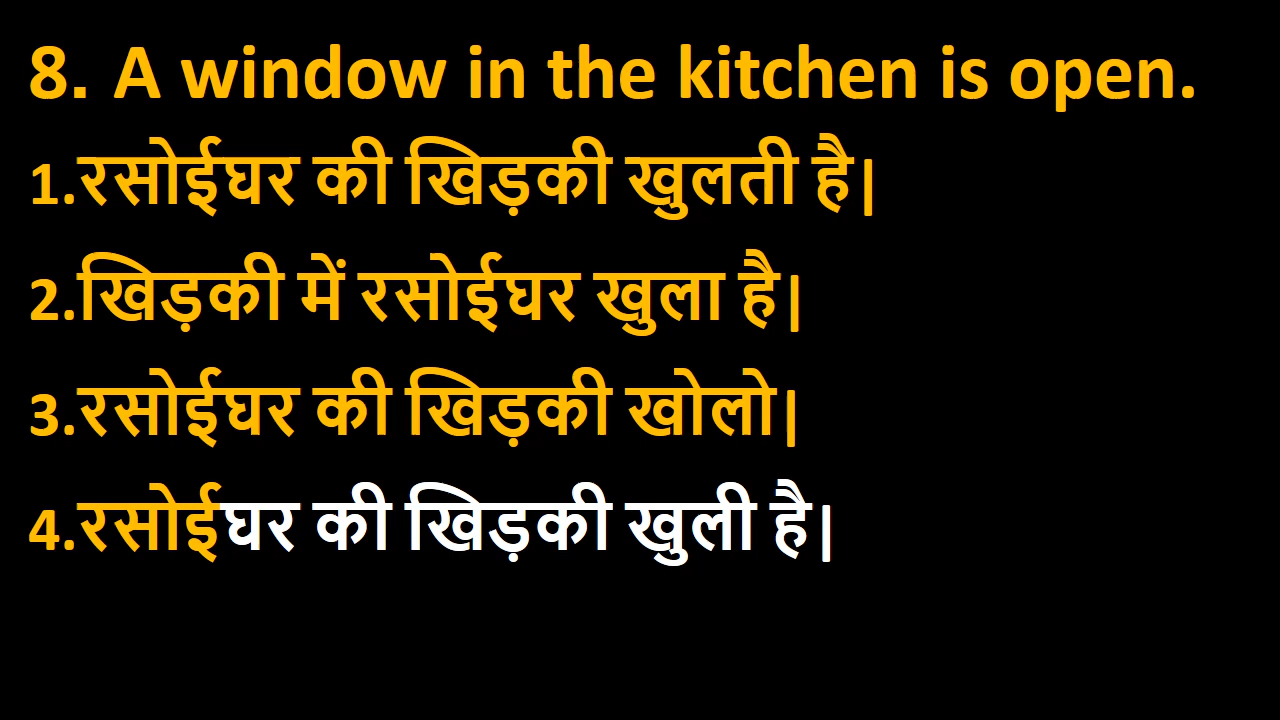 8. A window in the kitchen is open.
1.रसोईघर की खिड़की खुलती है|
2.खिड़की में रसोईघर खुला है|
3.रसोईघर की खिड़की खोलो|
4.रसोईघर की खिड़की खुली है|